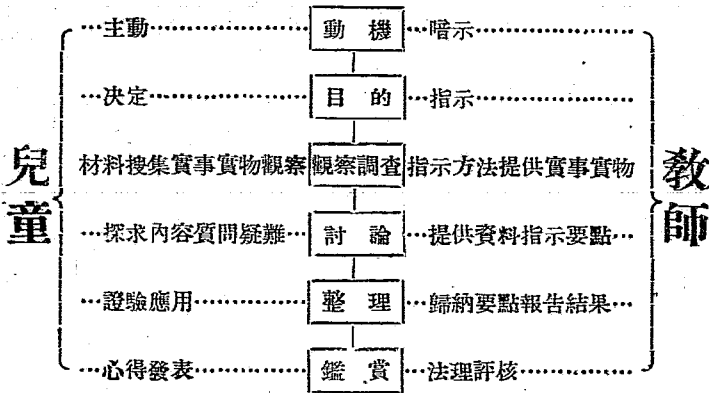 兒童
教師
主動 動機 暗示
决定 目的 指示
材料搜集實事實物觀察 觀察調查 指示方法提供實事實物
探求內容質問疑難 討論 提供資料指示要點
證驗應用 整理 歸納要點報告結果
心得發表 鑑賞 法理評核